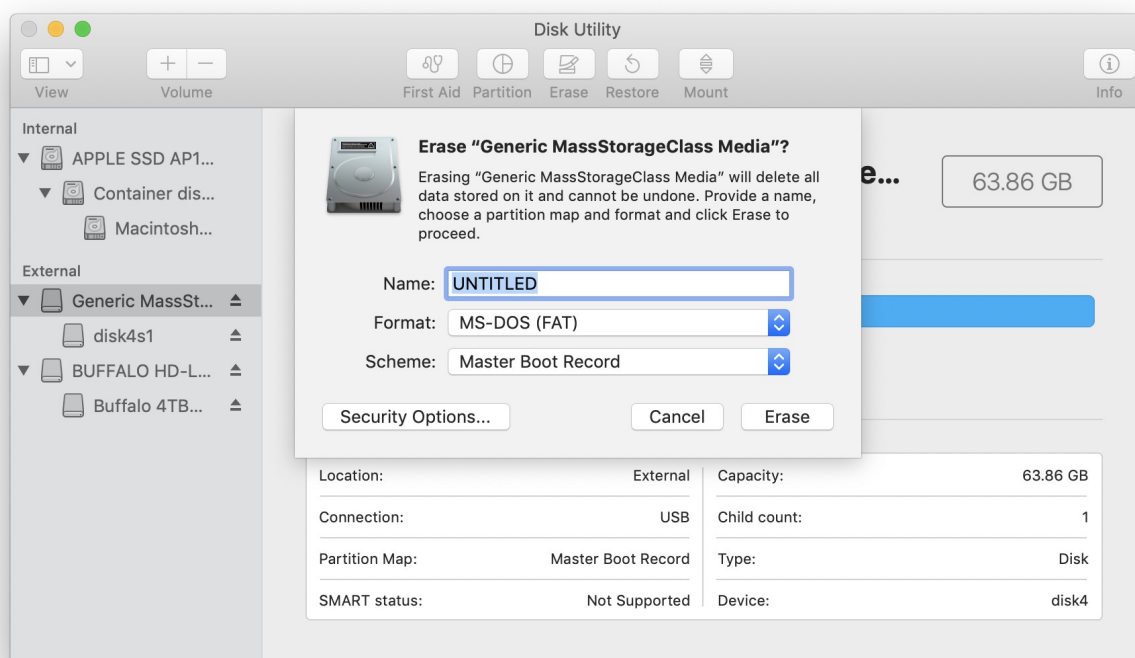 Disk Utility
View
Volume
First Aid
Partition
Erase
Restore
Mount
Info
Internal
APPLE SSD AP1...
Container dis...
Macintosh...
External
Generic MassSt...
disk4s1
BUFFALO HD-L...
Buffalo 4TB...
Erase “Generic MassStorageClass Media”?
Erasing “Generic MassStorageClass Media” will delete all
data stored on it and cannot be undone. Provide a name,
choose a partition map and format and click Erase to
proceed.
Name: UNTITLED
Format: MS-DOS (FAT)
Scheme: Master Boot Record
Security Options...
Cancel
Erase
e...
63.86 GB
Location: External
Capacity: 63.86 GB
Connection: USB
Child count: 1
Partition Map: Master Boot Record
Type: Disk
SMART status: Not Supported
Device: disk4